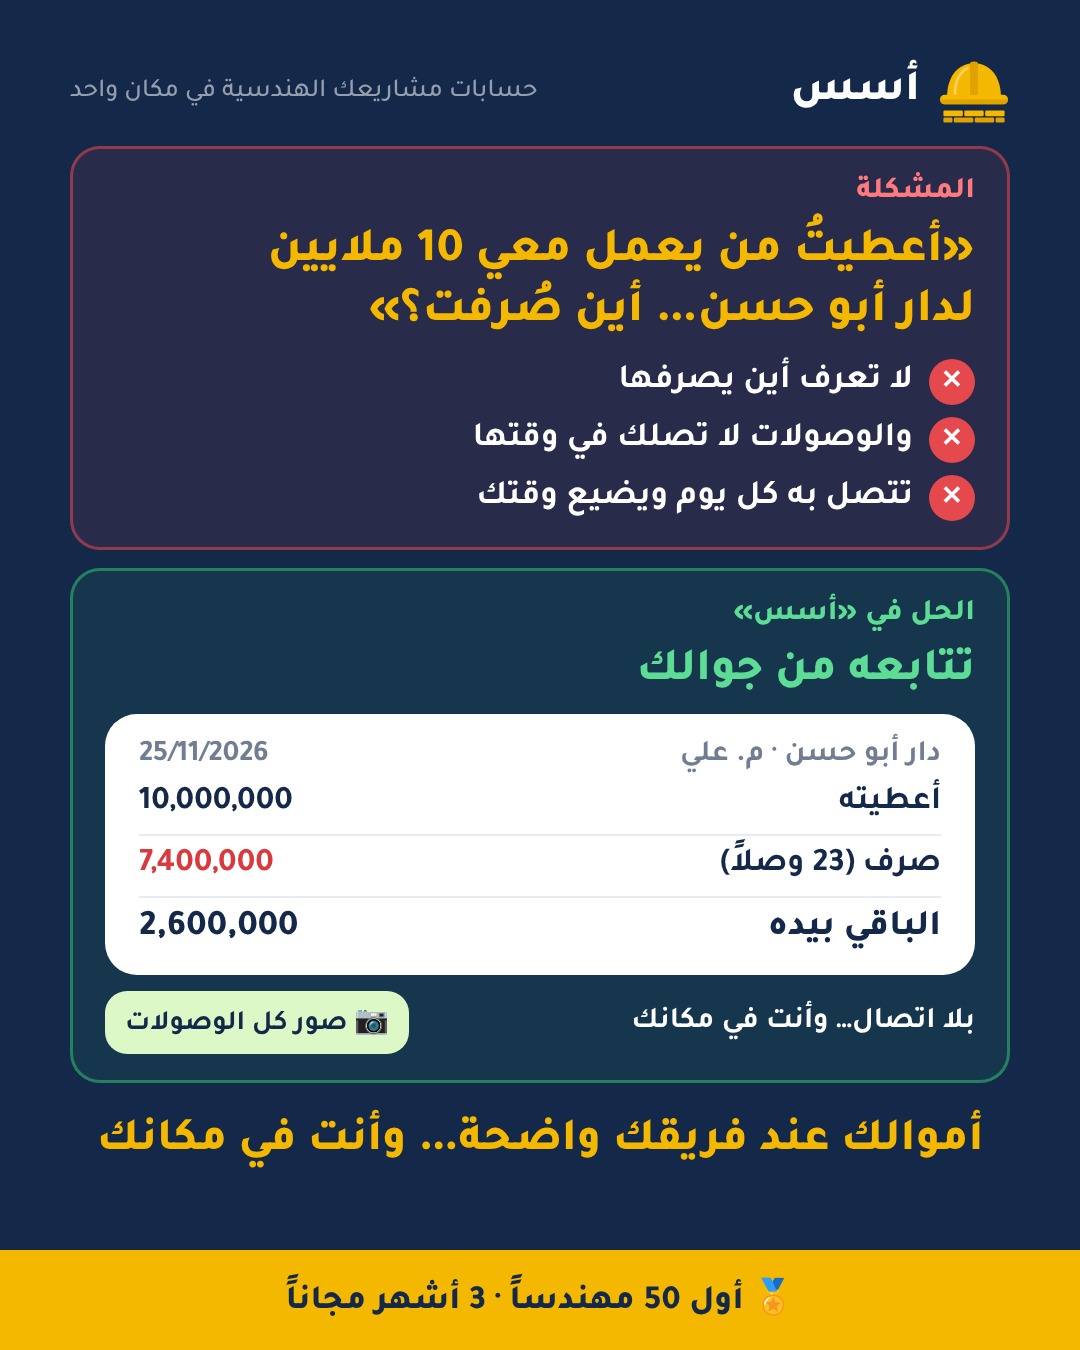 أسس
حسابات مشاريعك الهندسية في مكان واحد
المشكلة
«أعطيتُ من يعمل معي 10 ملايين
لدار أبو حسن... أين صُرفت؟»
لا تعرف أين يصرفها
والوصولات لا تصلك في وقتها
تتصل به كل يوم ويضيع وقتك
الحل في «أسس»
تتابعه من جوالك
دار أبو حسن · م. علي 25/11/2026
أعطيته 10,000,000
صرف (23 وصلاً) 7,400,000
الباقي بيده 2,600,000
بلا اتصال... وأنت في مكانك
📷 صور كل الوصولات
أموالك عند فريقك واضحة... وأنت في مكانك
🏅 أول 50 مهندساً · 3 أشهر مجاناً